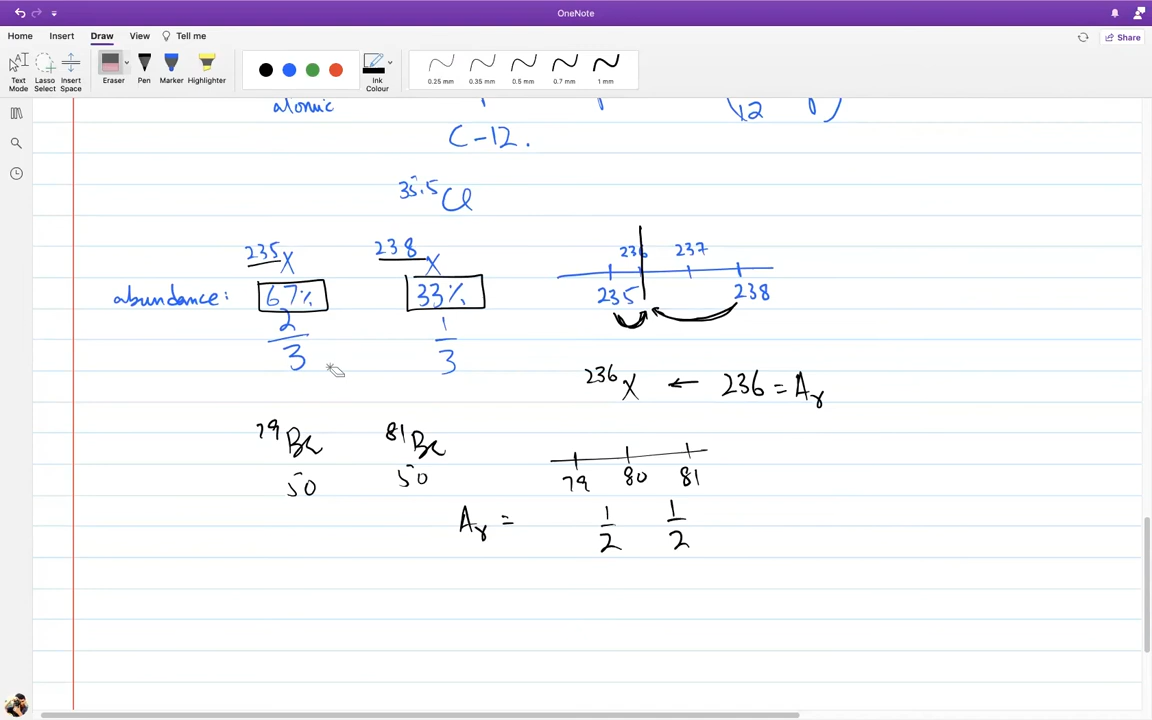 OneNote
Share
Home Insert Draw View Tell me
Text Mode
Lasso Select
Insert Space
Eraser
Pen
Marker
Highlighter
Ink Colour
0.25 mm 0.35 mm 0.5 mm 0.7 mm 1 mm
atomic
(12
C-12.
35.5 Cl
235 X 238 X
236 237
abundance: 67% 33%
235 238
2/3 1/3
236 X ← 236 = Ar
79 Br 81 Br
50 50
79 80 81
Ar = 1/2 1/2